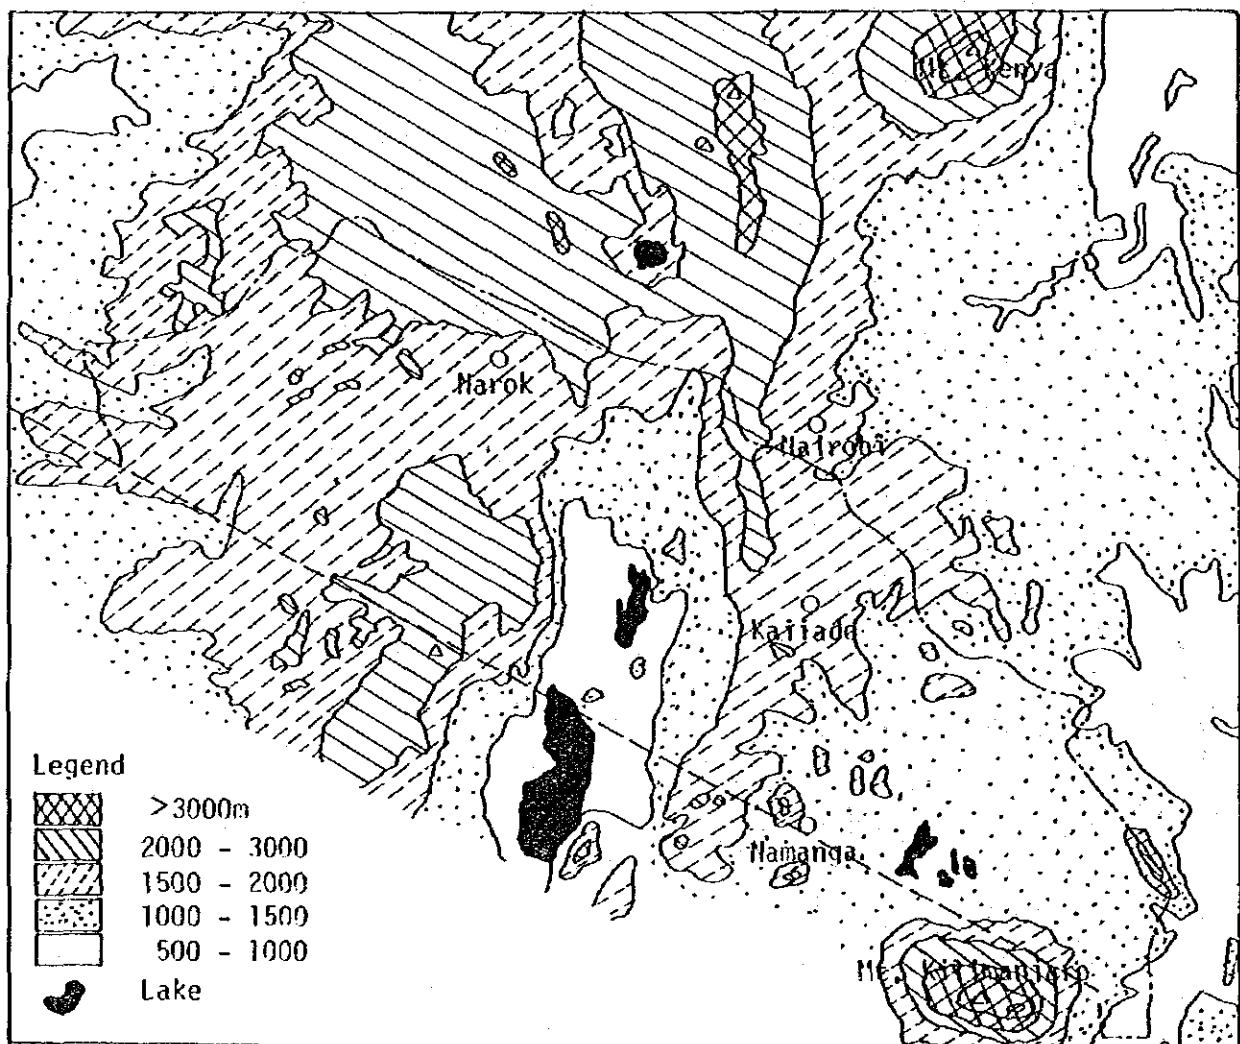 Mt. Kenya
Narok
Nairobi
Kajiado
Namanga
Mt. Kilimanjaro
Legend
>3000m
2000 - 3000
1500 - 2000
1000 - 1500
500 - 1000
Lake